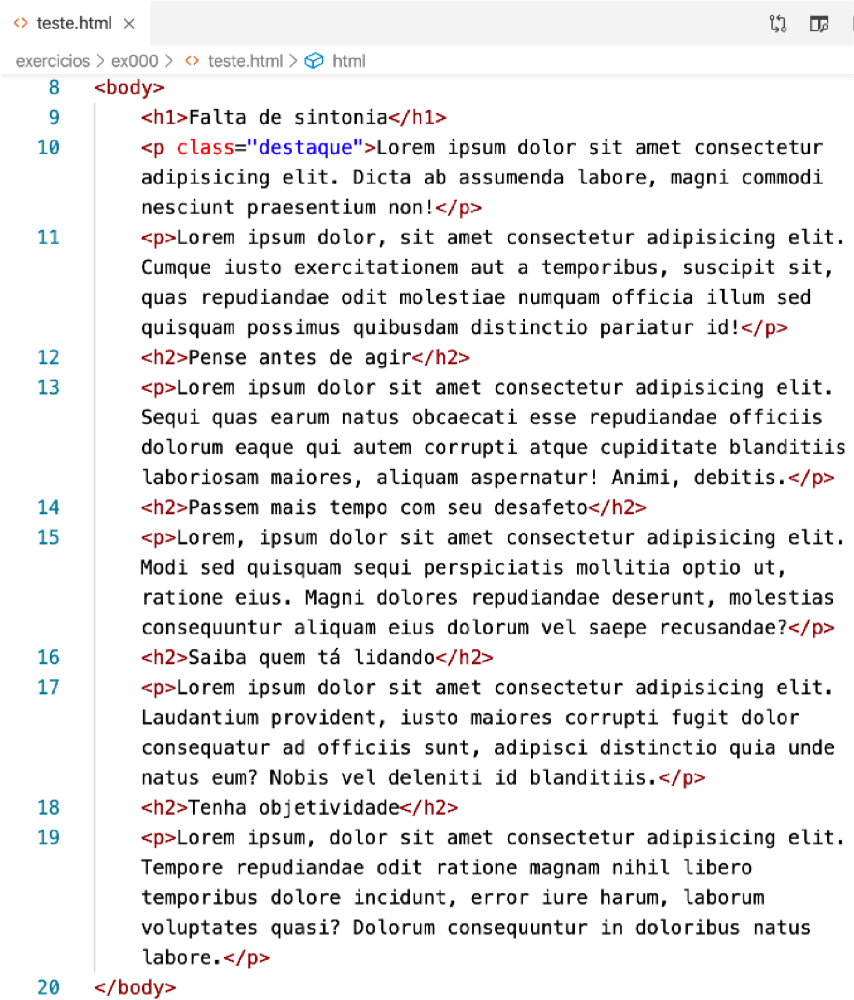 teste.html
exercicios > ex000 > teste.html > html
8 <body>
9 <h1>Falta de sintonia</h1>
10 <p class="destaque">Lorem ipsum dolor sit amet consectetur
adipisicing elit. Dicta ab assumenda labore, magni commodi
nesciunt praesentium non!</p>
11 <p>Lorem ipsum dolor, sit amet consectetur adipisicing elit.
Cumque iusto exercitationem aut a temporibus, suscipit sit,
quas repudiandae odit molestiae numquam officia illum sed
quisquam possimus quibusdam distinctio pariatur id!</p>
12 <h2>Pense antes de agir</h2>
13 <p>Lorem ipsum dolor sit amet consectetur adipisicing elit.
Sequi quas earum natus obcaecati esse repudiandae officiis
dolorum eaque qui autem corrupti atque cupiditate blanditiis
laboriosam maiores, aliquam aspernatur! Animi, debitis.</p>
14 <h2>Passem mais tempo com seu desafeto</h2>
15 <p>Lorem, ipsum dolor sit amet consectetur adipisicing elit.
Modi sed quisquam sequi perspiciatis mollitia optio ut,
ratione eius. Magni dolores repudiandae deserunt, molestias
consequuntur aliquam eius dolorum vel saepe recusandae?</p>
16 <h2>Saiba quem tá lidando</h2>
17 <p>Lorem ipsum dolor sit amet consectetur adipisicing elit.
Laudantium provident, iusto maiores corrupti fugit dolor
consequatur ad officiis sunt, adipisci distinctio quia unde
natus eum? Nobis vel deleniti id blanditiis.</p>
18 <h2>Tenha objetividade</h2>
19 <p>Lorem ipsum, dolor sit amet consectetur adipisicing elit.
Tempore repudiandae odit ratione magnam nihil libero
temporibus dolore incidunt, error iure harum, laborum
voluptates quasi? Dolorum consequuntur in doloribus natus
labore.</p>
20 </body>